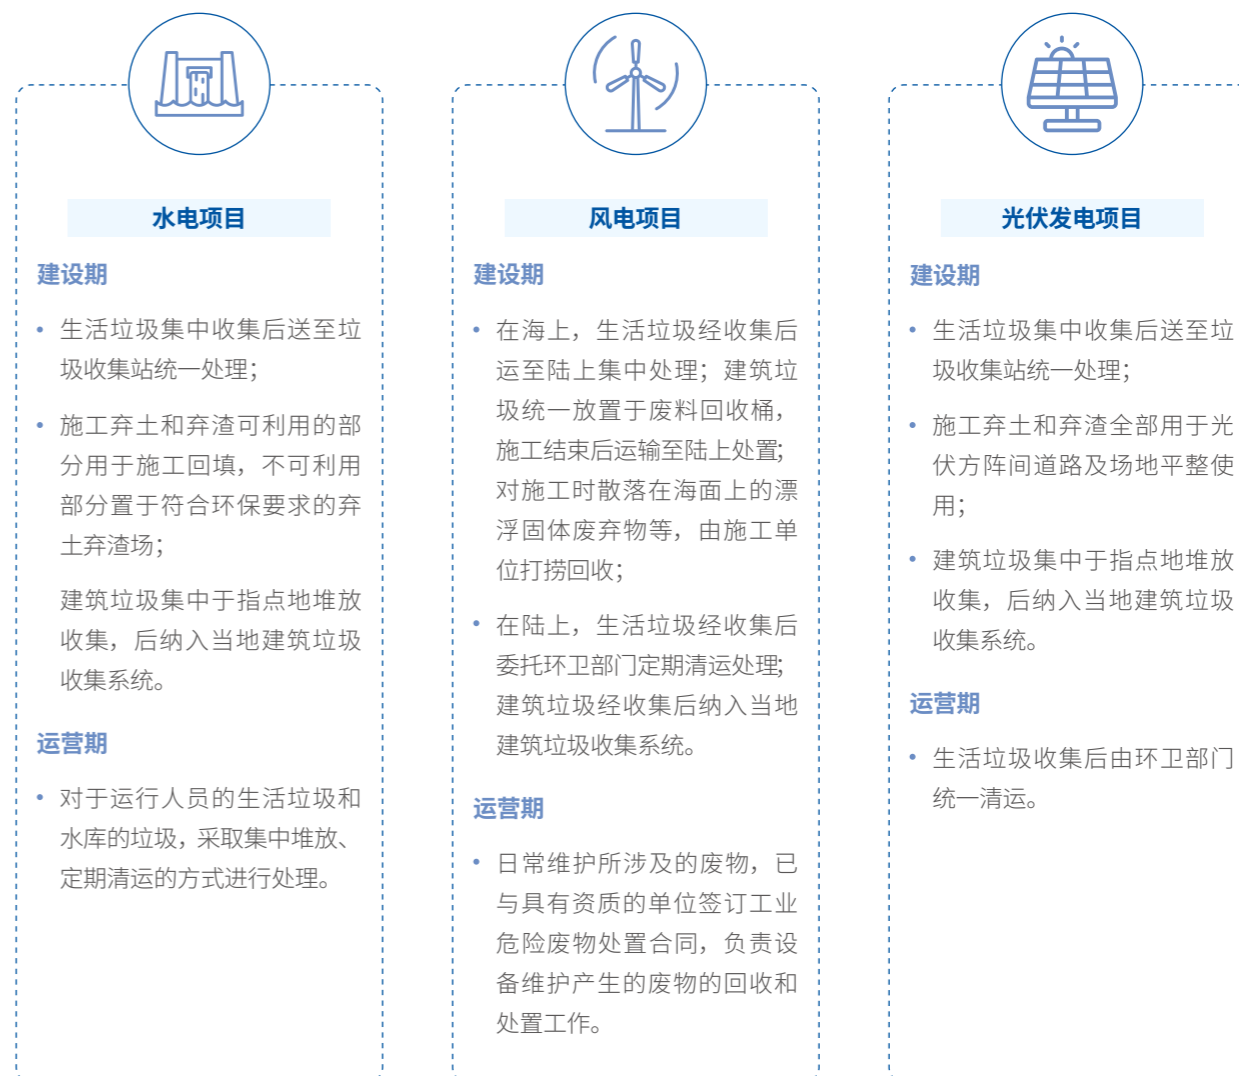 水电项目
建设期
• 生活垃圾集中收集后送至垃
圾收集站统一处理；
• 施工弃土和弃渣可利用的部
分用于施工回填，不可利用
部分置于符合环保要求的弃
土弃渣场；
建筑垃圾集中于指点地堆放
收集，后纳入当地建筑垃圾
收集系统。
运营期
• 对于运行人员的生活垃圾和
水库的垃圾，采取集中堆放、
定期清运的方式进行处理。
风电项目
建设期
• 在海上，生活垃圾经收集后
运至陆上集中处理；建筑垃
圾统一放置于废料回收桶，
施工结束后运输至陆上处置；
对施工时散落在海面上的漂
浮固体废弃物等，由施工单
位打捞回收；
• 在陆上，生活垃圾经收集后
委托环卫部门定期清运处理；
建筑垃圾经收集后纳入当地
建筑垃圾收集系统。
运营期
• 日常维护所涉及的废物，已
与具有资质的单位签订工业
危险废物处置合同，负责设
备维护产生的废物的回收和
处置工作。
光伏发电项目
建设期
• 生活垃圾集中收集后送至垃
圾收集站统一处理；
• 施工弃土和弃渣全部用于光
伏方阵间道路及场地平整使
用；
• 建筑垃圾集中于指点地堆放
收集，后纳入当地建筑垃圾
收集系统。
运营期
• 生活垃圾收集后由环卫部门
统一清运。